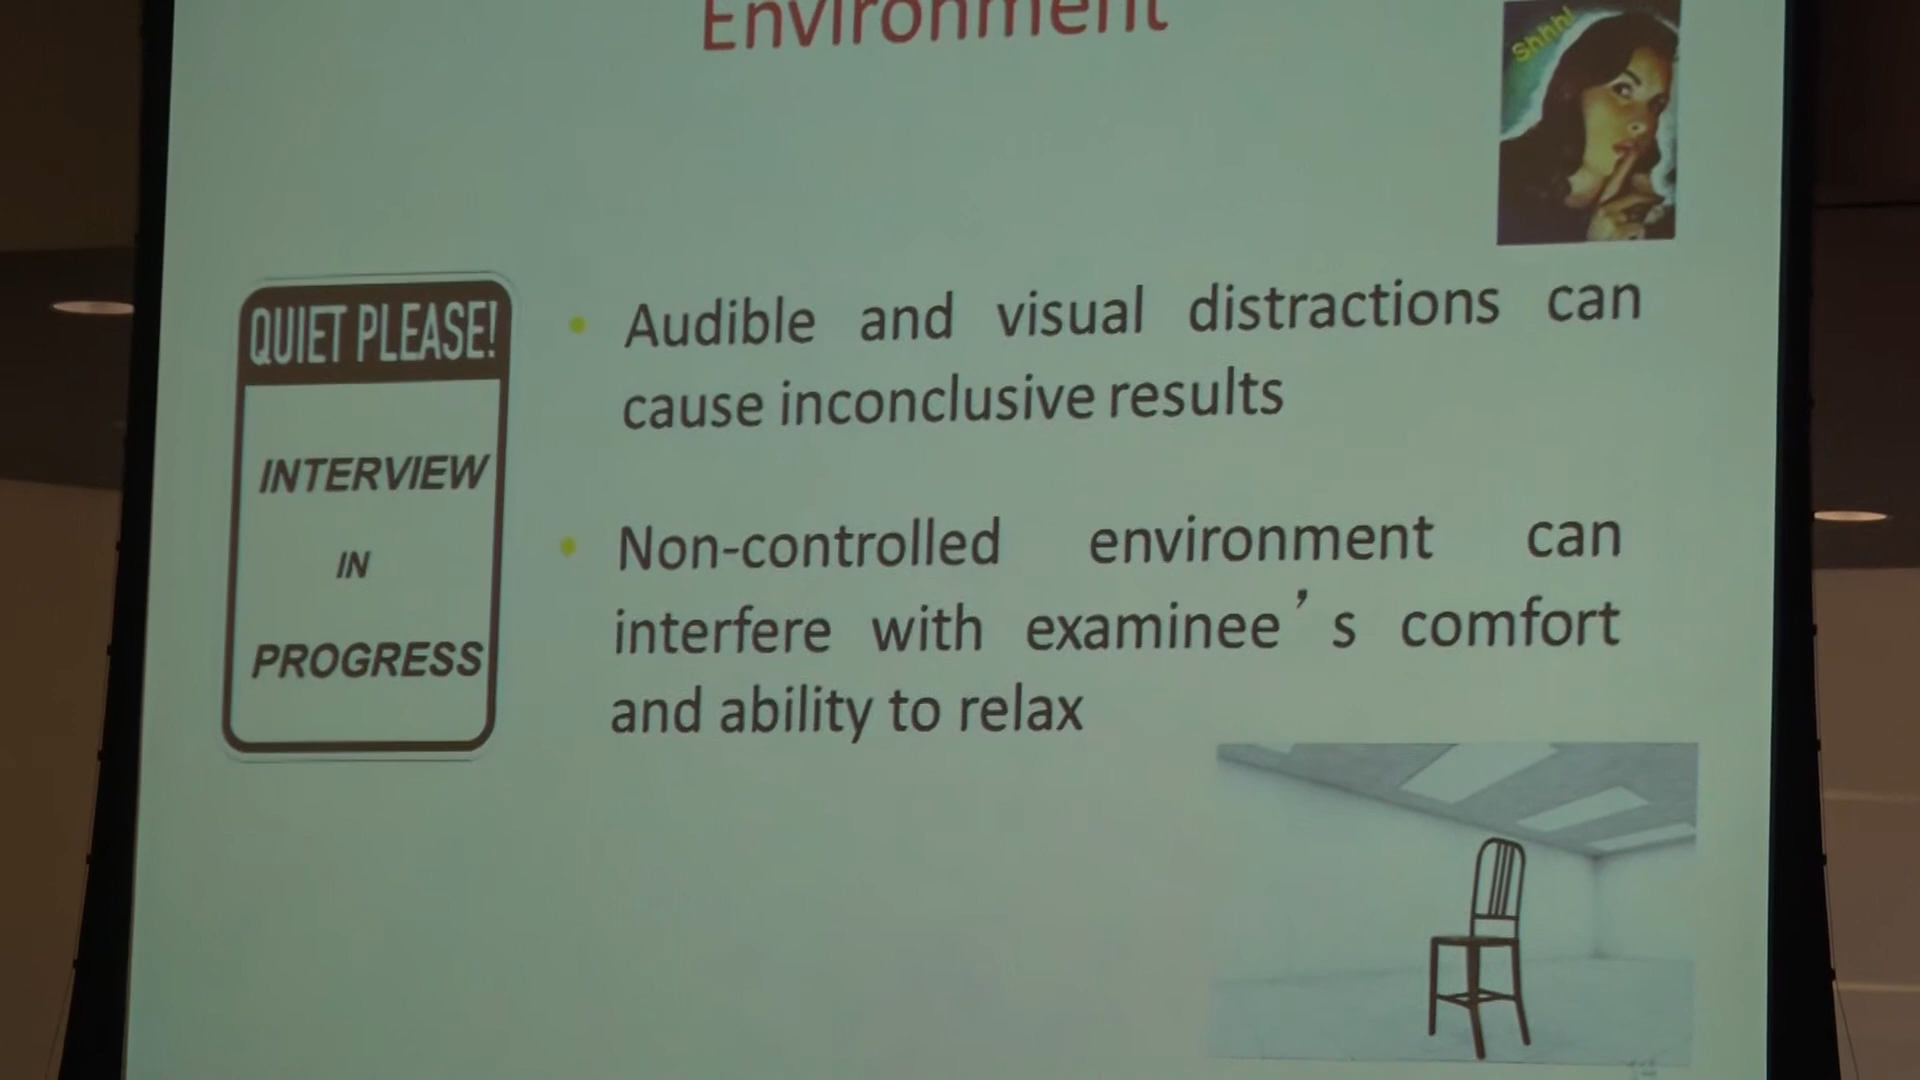 Environment
Shhh!
QUIET PLEASE!
INTERVIEW
IN
PROGRESS
• Audible and visual distractions can
cause inconclusive results
• Non-controlled environment can
interfere with examinee's comfort
and ability to relax